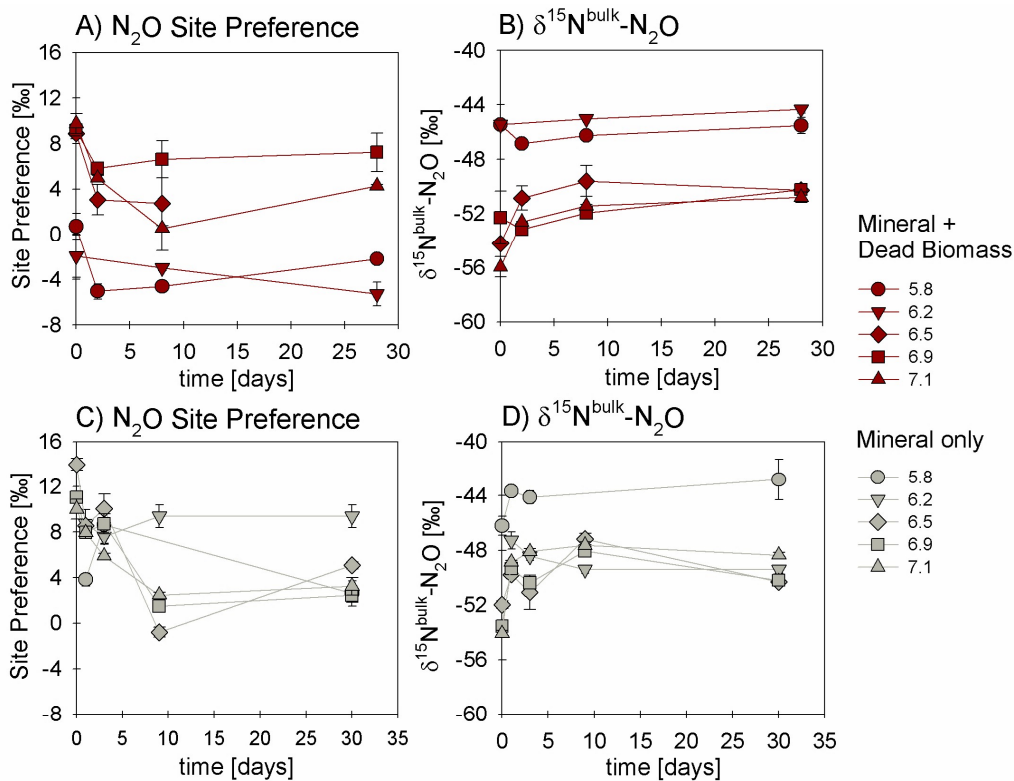 A) N₂O Site Preference
Site Preference [‰]
16
12
8
4
0
-4
-8
0 5 10 15 20 25 30
time [days]
B) δ¹⁵Nᵇᵘˡᵏ-N₂O
δ¹⁵Nᵇᵘˡᵏ-N₂O [‰]
-40
-44
-48
-52
-56
-60
0 5 10 15 20 25 30
time [days]
Mineral +
Dead Biomass
5.8
6.2
6.5
6.9
7.1
C) N₂O Site Preference
Site Preference [‰]
16
12
8
4
0
-4
-8
0 5 10 15 20 25 30 35
time [days]
D) δ¹⁵Nᵇᵘˡᵏ-N₂O
δ¹⁵Nᵇᵘˡᵏ-N₂O [‰]
-40
-44
-48
-52
-56
-60
0 5 10 15 20 25 30 35
time [days]
Mineral only
5.8
6.2
6.5
6.9
7.1